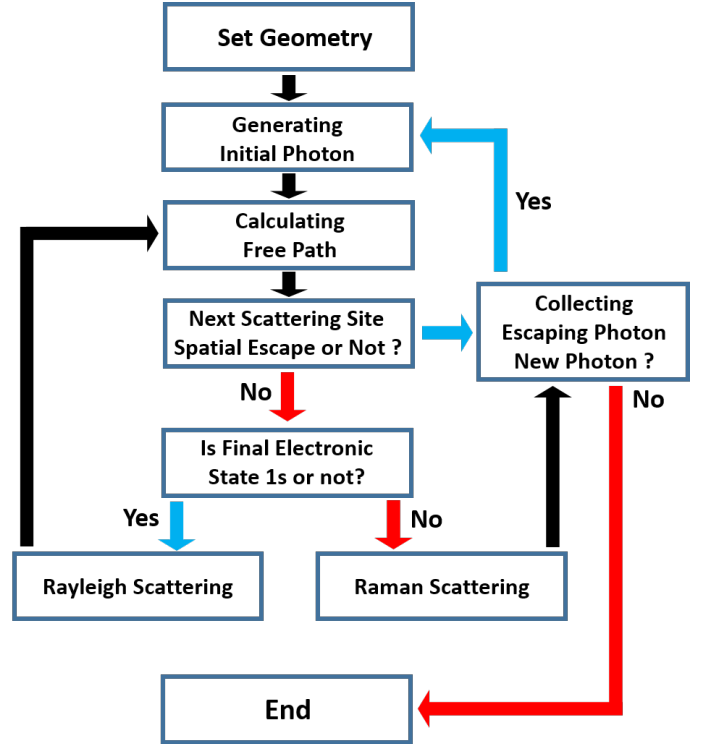 Set Geometry
Generating
Initial Photon
Yes
Calculating
Free Path
Next Scattering Site
Spatial Escape or Not ?
Collecting
Escaping Photon
New Photon ?
No
No
Is Final Electronic
State 1s or not?
Yes
No
Rayleigh Scattering
Raman Scattering
End